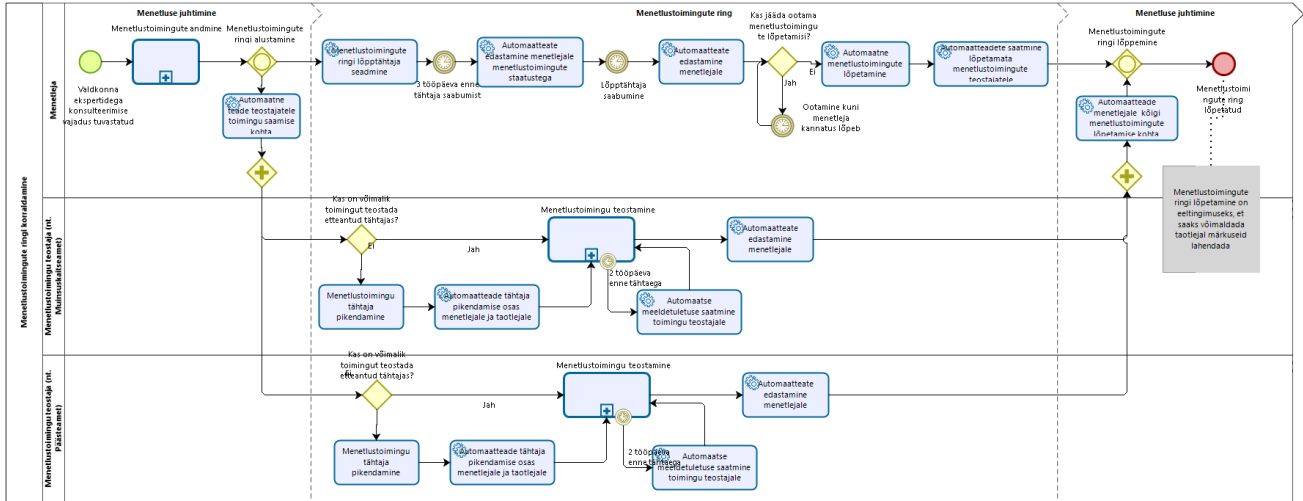 Menetluse juhtimine
Menetlustoimingute ring
Menetluse juhtimine
Menetlustoimingute ringi korraldamine
Menetleja
Valdkonna
ekspertidega
konsulteerimise
vajadus tuvastatud
Menetlustoimingute andmine
Menetlustoimingute
ringi alustamine
Automaatne
teade teostajatele
toimingu saamise
kohta
Menetlustoimingute
ringi lõpptähtaja
seadmine
3 tööpäeva enne
tähtaja saabumist
Automaatteate
edastamine menetlejale
menetlustoimingute
staatustega
Lõpptähtaja
saabumine
Automaatteate
edastamine
menetlejale
Kas jääda ootama
menetlustoimingu
te lõpetamisi?
Ei
Jah
Ootamine kuni
menetleja
kannatus lõpeb
Automaatne
menetlustoimingute
lõpetamine
Automaatteadete saatmine
lõpetamata
menetlustoimingute
teostajatele
Menetlustoimingute
ringi lõppemine
Automaatteade
menetlejale kõigi
menetlustoimingute
lõpetamise kohta
Menetlustoimi
ngute ring
lõpetatud
Menetlustoimingute
ringi lõpetamine on
eeltingimuseks, et
saaks võimaldada
taotlejal märkuseid
lahendada
Menetlustoimingu teostaja (nt.
Muinsuskaitseamet)
Kas on võimalik
toimingut teostada
etteantud tähtajas?
Ei
Jah
Menetlustoimingu
tähtaja
pikendamine
Automaatteade tähtaja
pikendamise osas
menetlejale ja taotlejale
Menetlustoimingu teostamine
2 tööpäeva
enne tähtaega
Automaatse
meeldetuletuse saatmine
toimingu teostajale
Automaatteate
edastamine
menetlejale
Menetlustoiminguteostaja (nt.
Päästeamet)
Kas on võimalik
toimingut teostada
etteantud tähtajas?
Ei
Jah
Menetlustoimingu
tähtaja
pikendamine
Automaatteade tähtaja
pikendamise osas
menetlejale ja taotlejale
Menetlustoimingu teostamine
2 tööpäeva
enne tähtaega
Automaatse
meeldetuletuse saatmine
toimingu teostajale
Automaatteate
edastamine
menetlejale